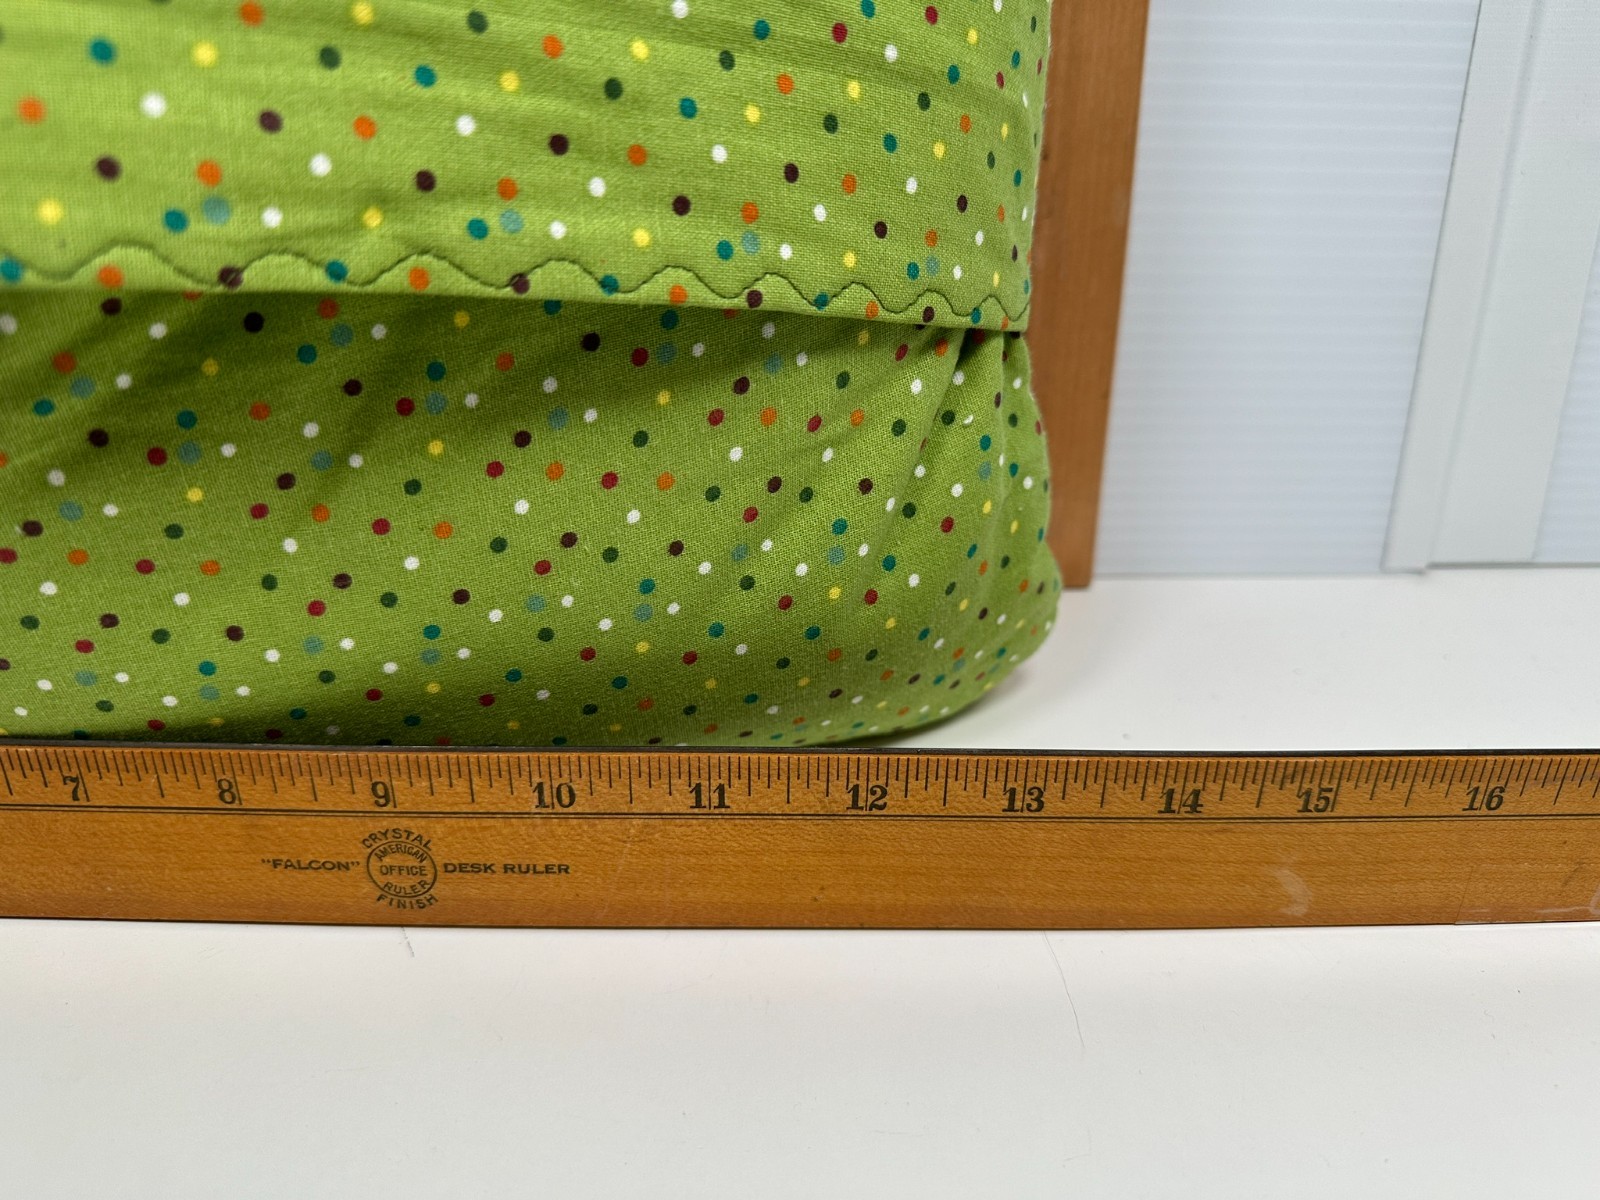 7 8 9 10 11 12 13 14 15 16
"FALCON" CRYSTAL AMERICAN OFFICE RULER FINISH DESK RULER